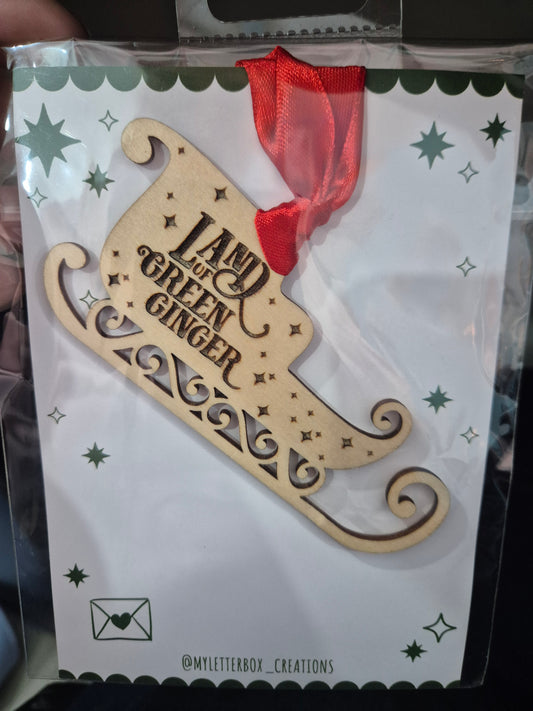 LAND
OF
GREEN
GINGER
@MYLETTERBOX_CREATIONS